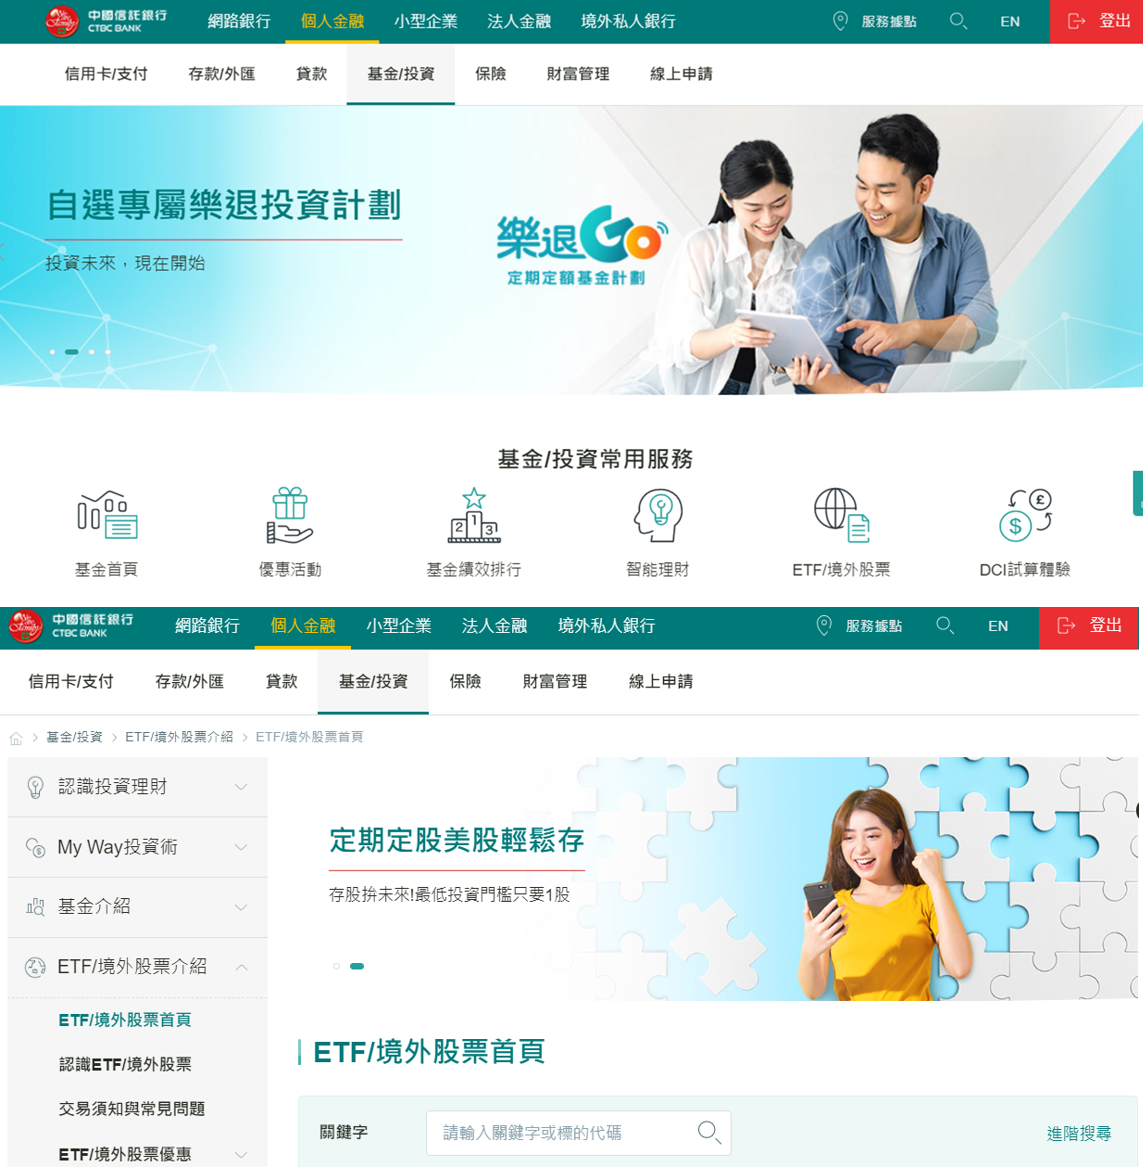 中國信託銀行
CTBC BANK
網路銀行 個人金融 小型企業 法人金融 境外私人銀行 服務據點 EN 登出
信用卡/支付 存款/外匯 貸款 基金/投資 保險 財富管理 線上申請
自選專屬樂退投資計劃
投資未來，現在開始
樂退Go
定期定額基金計劃
基金/投資常用服務
基金首頁 優惠活動 基金績效排行 智能理財 ETF/境外股票 DCI試算體驗
中國信託銀行
CTBC BANK
網路銀行 個人金融 小型企業 法人金融 境外私人銀行 服務據點 EN 登出
信用卡/支付 存款/外匯 貸款 基金/投資 保險 財富管理 線上申請
基金/投資 > ETF/境外股票介紹 > ETF/境外股票首頁
認識投資理財
My Way投資術
基金介紹
ETF/境外股票介紹
ETF/境外股票首頁
認識ETF/境外股票
交易須知與常見問題
ETF/境外股票優惠
定期定股美股輕鬆存
存股拚未來!最低投資門檻只要1股
ETF/境外股票首頁
關鍵字 請輸入關鍵字或標的代碼 進階搜尋